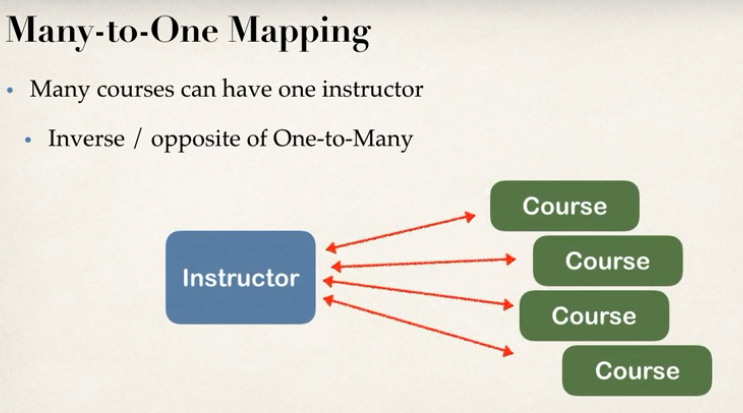 Many-to-One Mapping
• Many courses can have one instructor
• Inverse / opposite of One-to-Many
Course
Instructor
Course
Course
Course